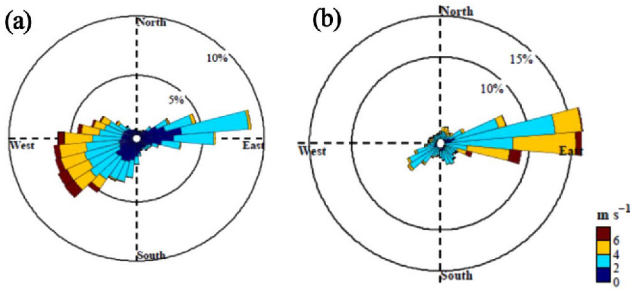 (a)
North
10%
5%
West
East
South
(b)
North
15%
10%
West
East
South
m s⁻¹
6
4
2
0